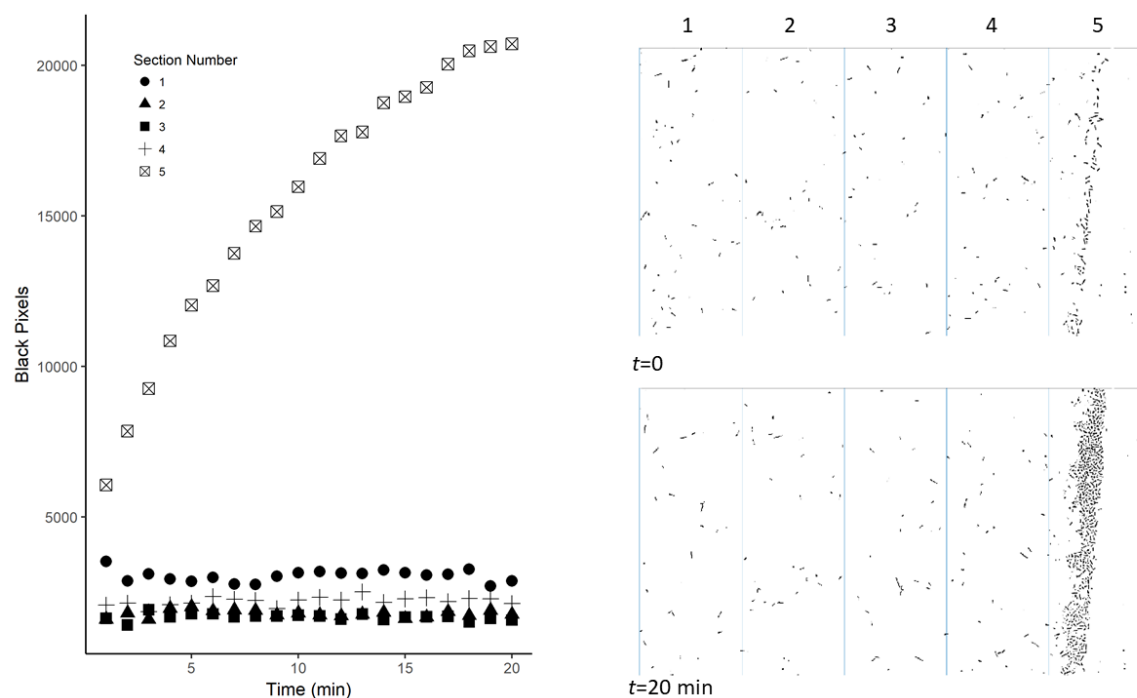 Section Number
1
2
3
4
5
Black Pixels
20000
15000
10000
5000
5 10 15 20
Time (min)
1 2 3 4 5
t=0
t=20 min